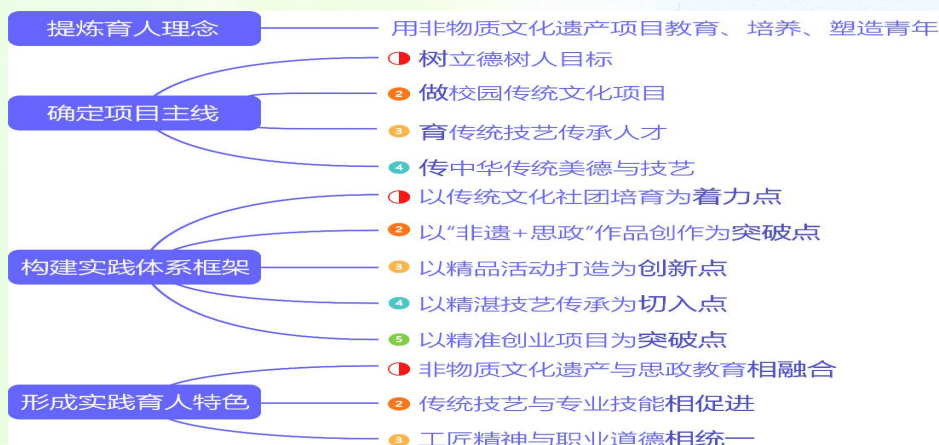 提炼育人理念
用非物质文化遗产项目教育、培养、塑造青年
确定项目主线
树立德树人目标
2 做校园传统文化项目
3 育传统技艺传承人才
4 传中华传统美德与技艺
构建实践体系框架
以传统文化社团培育为着力点
2 以“非遗+思政”作品创作为突破点
3 以精品活动打造为创新点
4 以精湛技艺传承为切入点
5 以精准创业项目为突破点
形成实践育人特色
非物质文化遗产与思政教育相融合
2 传统技艺与专业技能相促进
3 工匠精神与职业道德相统一